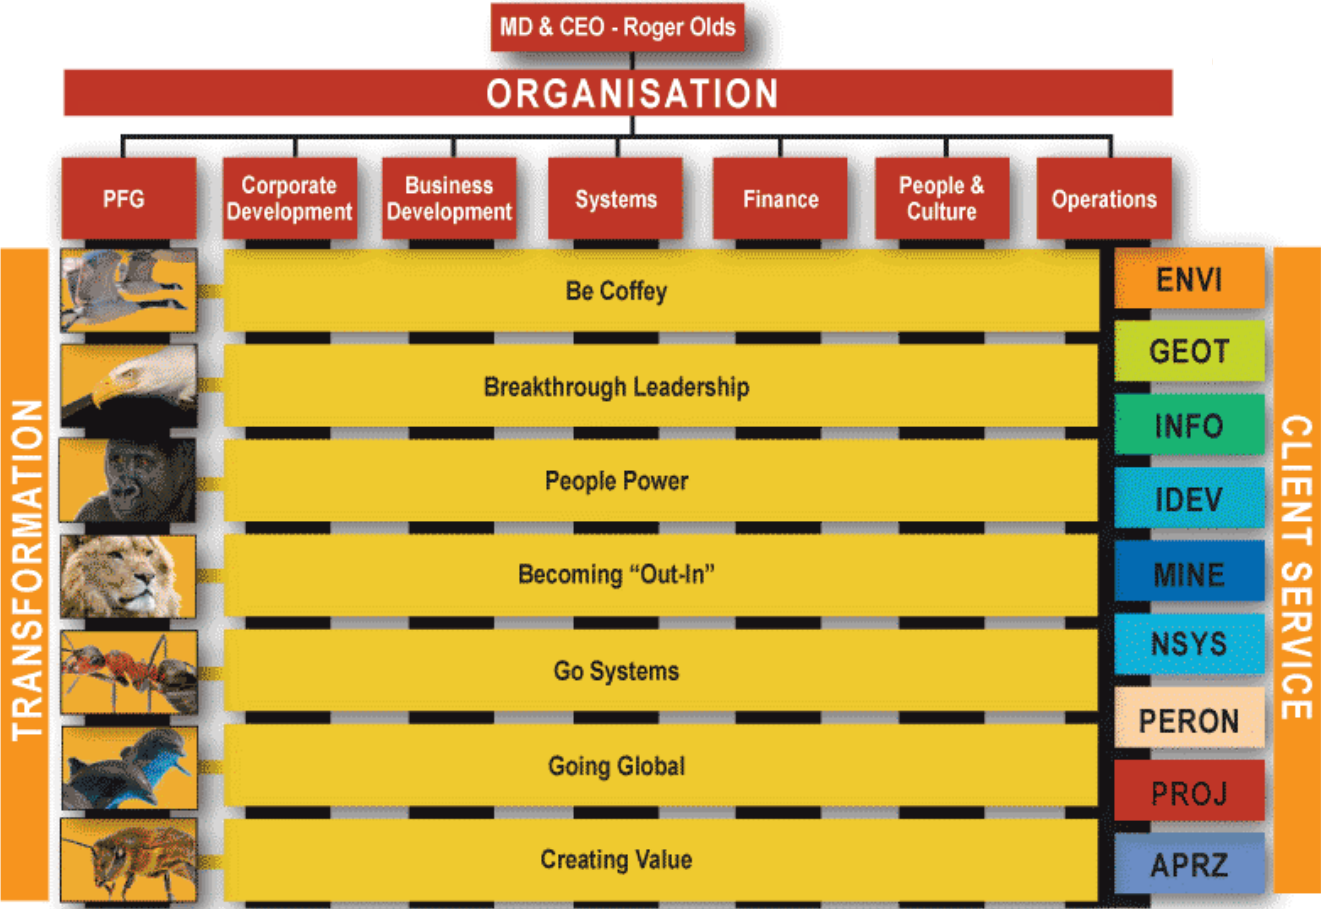 MD & CEO - Roger Olds
ORGANISATION
PFG
Corporate
Development
Business
Development
Systems
Finance
People &
Culture
Operations
TRANSFORMATION
Be Coffey
Breakthrough Leadership
People Power
Becoming “Out-In”
Go Systems
Going Global
Creating Value
ENVI
GEOT
INFO
IDEV
MINE
NSYS
PERON
PROJ
APRZ
CLIENT SERVICE